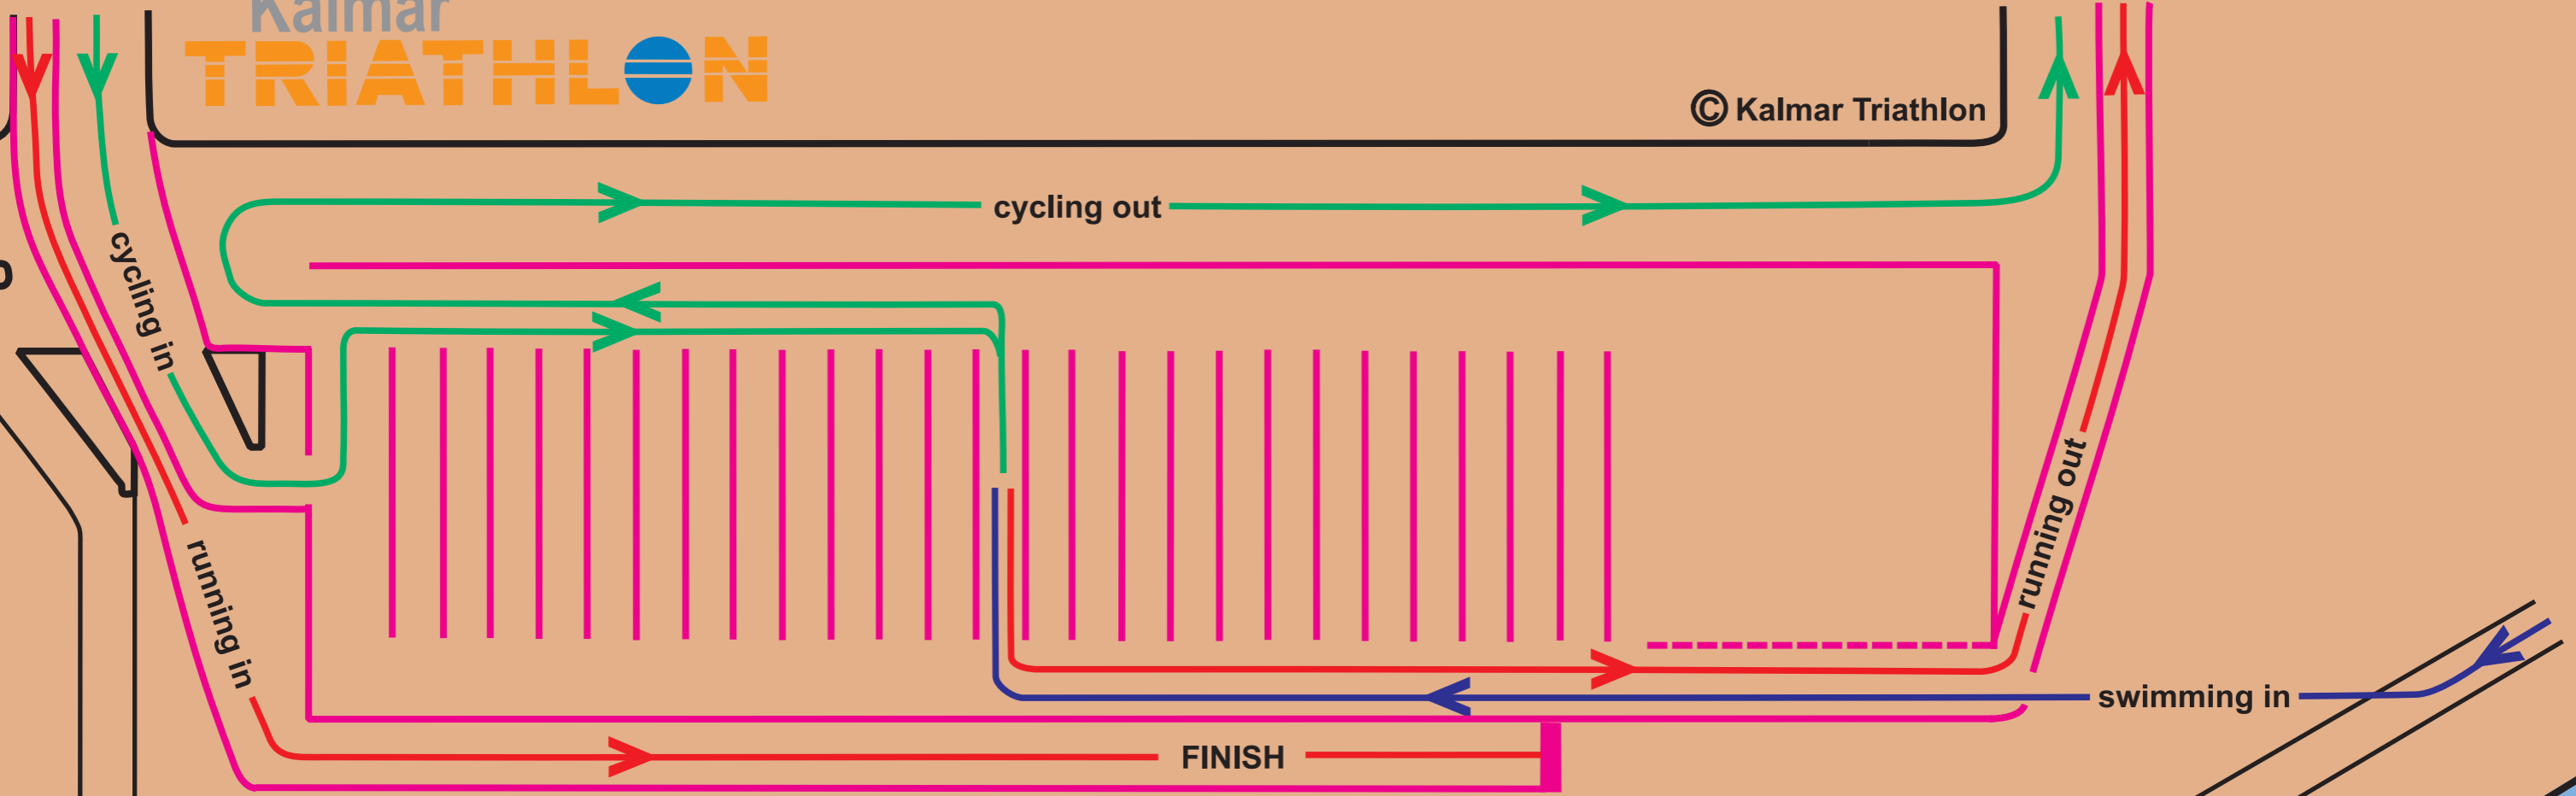 Kalmar
TRIATHLON
© Kalmar Triathlon
cycling out
cycling in
running out
running in
swimming in
FINISH